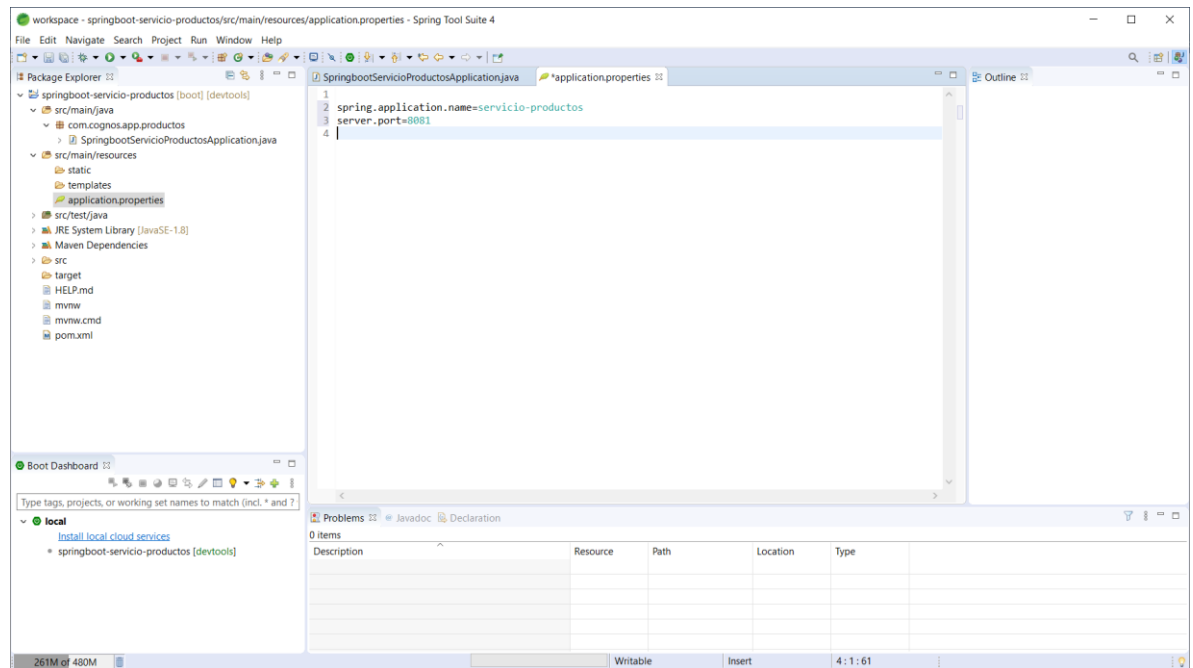 workspace - springboot-servicio-productos/src/main/resources/application.properties - Spring Tool Suite 4
File Edit Navigate Search Project Run Window Help
Package Explorer
springboot-servicio-productos [boot] [devtools]
src/main/java
com.cognos.app.productos
SpringbootServicioProductosApplication.java
src/main/resources
static
templates
application.properties
src/test/java
JRE System Library [JavaSE-1.8]
Maven Dependencies
src
target
HELP.md
mvnw
mvnw.cmd
pom.xml
SpringbootServicioProductosApplication.java *application.properties
1
2 spring.application.name=servicio-productos
3 server.port=8081
4
Outline
Boot Dashboard
Type tags, projects, or working set names to match (incl. * and ?
local
Install local cloud services
springboot-servicio-productos [devtools]
Problems Javadoc Declaration
0 items
Description Resource Path Location Type
261M of 480M Writable Insert 4 : 1 : 61